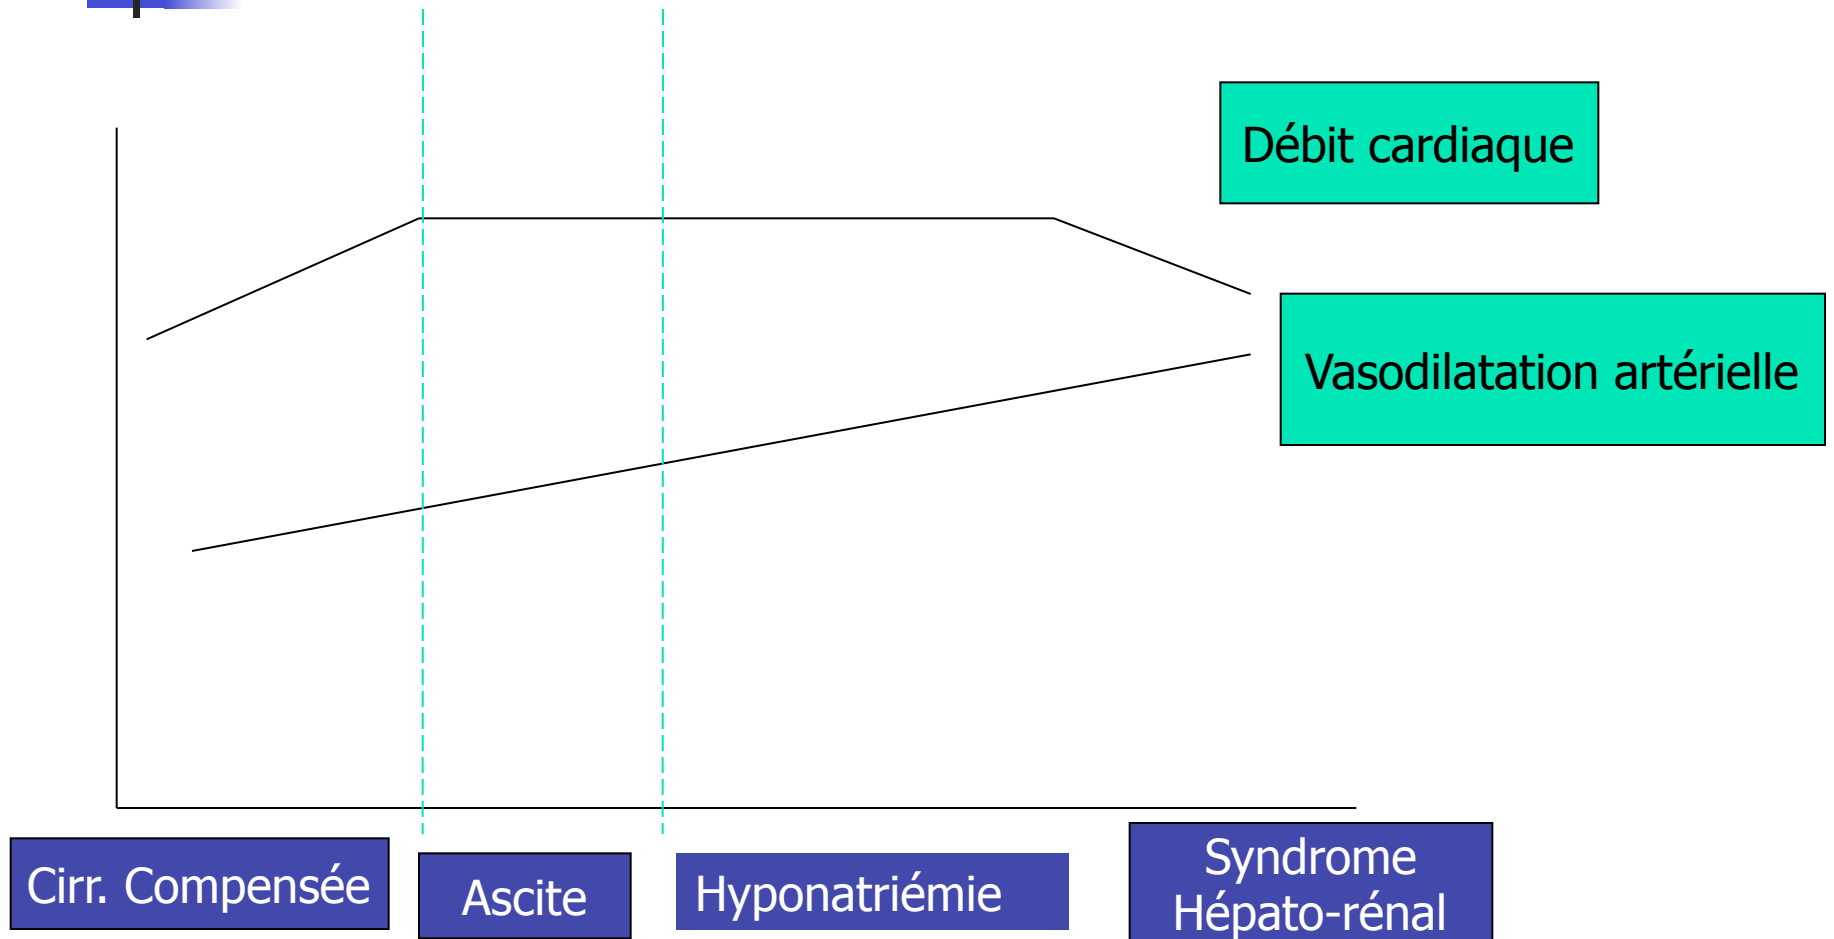 Débit cardiaque
Vasodilatation artérielle
Cirr. Compensée
Ascite
Hyponatriémie
Syndrome
Hépato-rénal